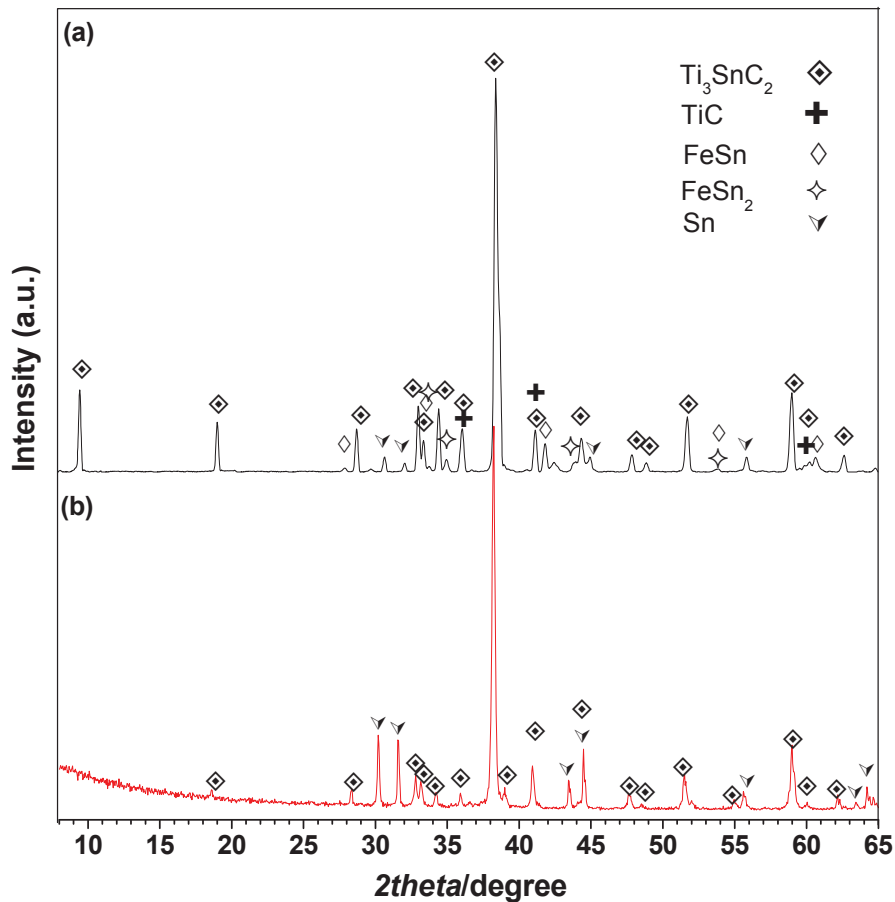 (a)
Ti₃SnC₂
TiC
FeSn
FeSn₂
Sn
Intensity (a.u.)
(b)
10 15 20 25 30 35 40 45 50 55 60 65
2theta/degree